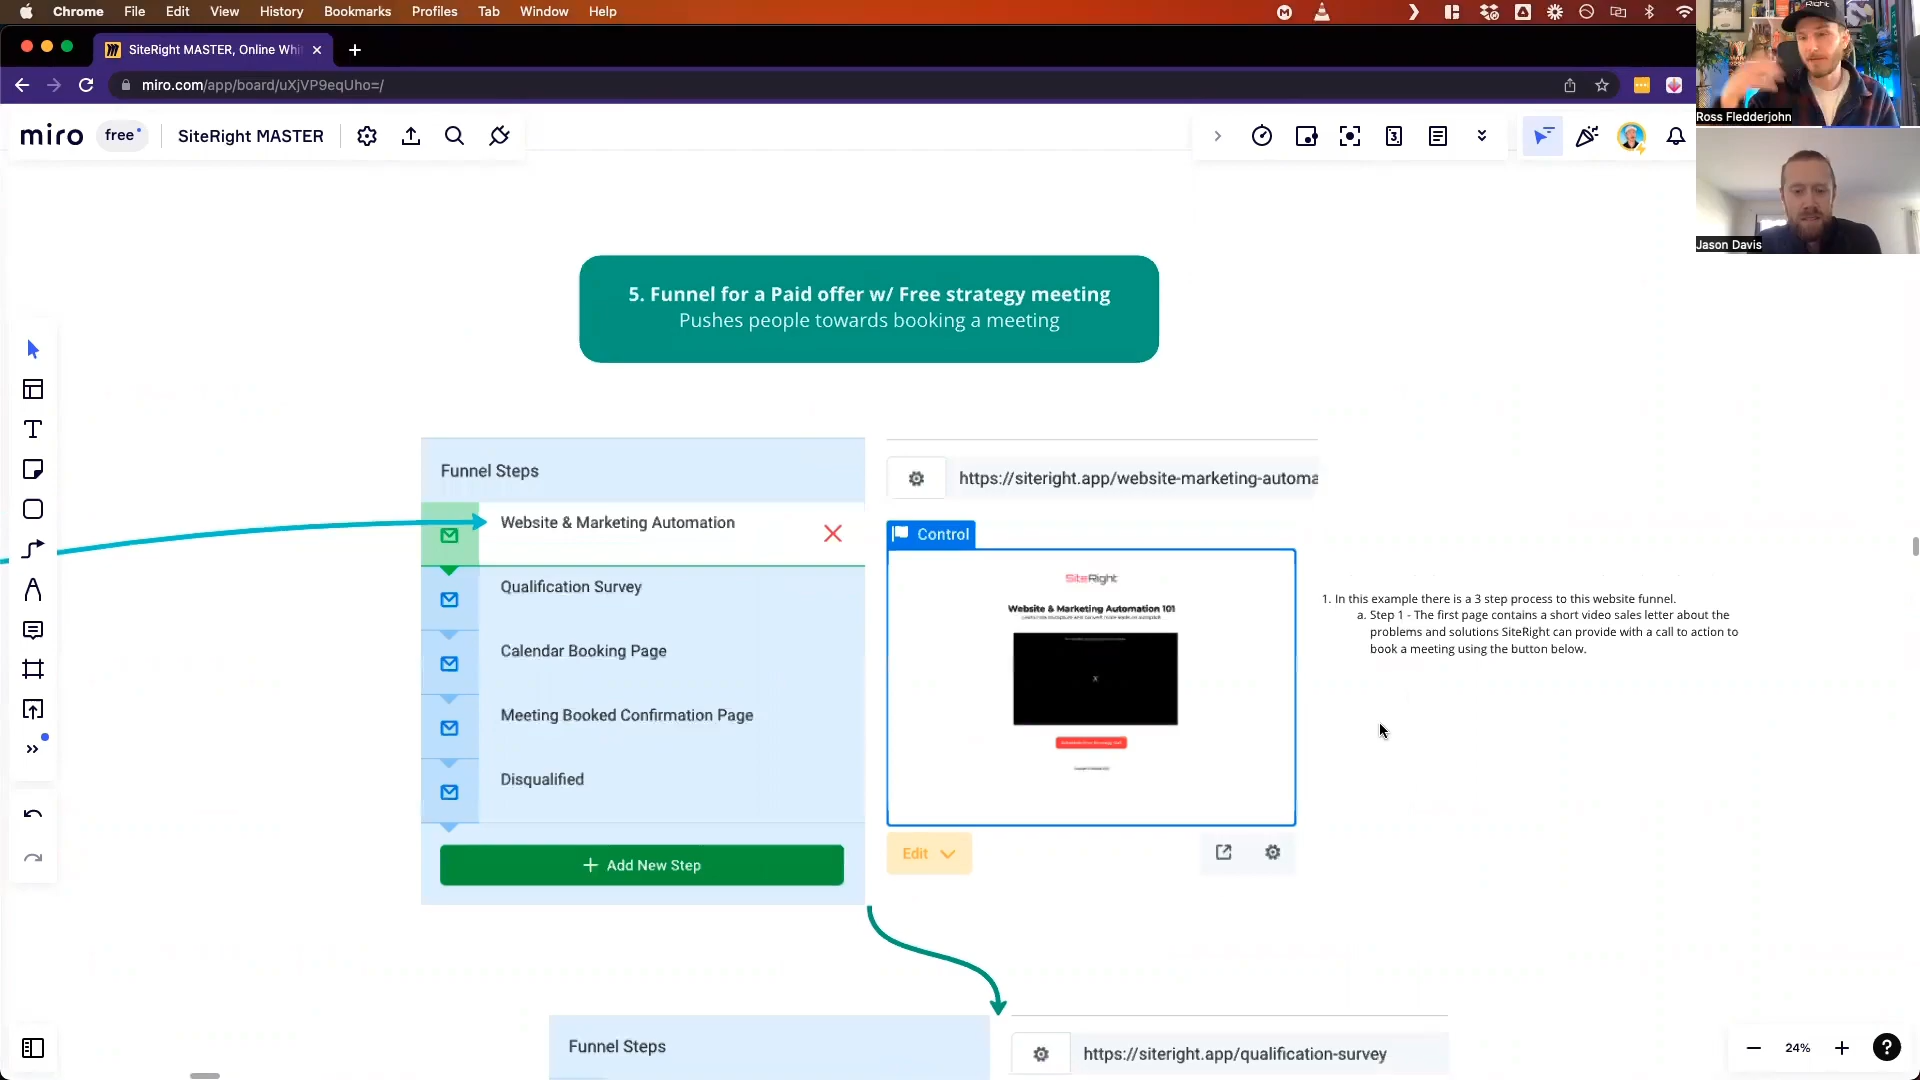 Chrome File Edit View History Bookmarks Profiles Tab Window Help
SiteRight MASTER, Online Whi
miro.com/app/board/uXjVP9eqUho=/
Ross Fledderjohn
miro free SiteRight MASTER
Jason Davis
5. Funnel for a Paid offer w/ Free strategy meeting
Pushes people towards booking a meeting
Funnel Steps
https://siteright.app/website-marketing-automa
Website & Marketing Automation
Control
SiteRight
Qualification Survey
Website & Marketing Automation 101
1. In this example there is a 3 step process to this website funnel.
a. Step 1 - The first page contains a short video sales letter about the
problems and solutions SiteRight can provide with a call to action to
book a meeting using the button below.
Calendar Booking Page
Meeting Booked Confirmation Page
Disqualified
Edit
+ Add New Step
Funnel Steps
https://siteright.app/qualification-survey
24%